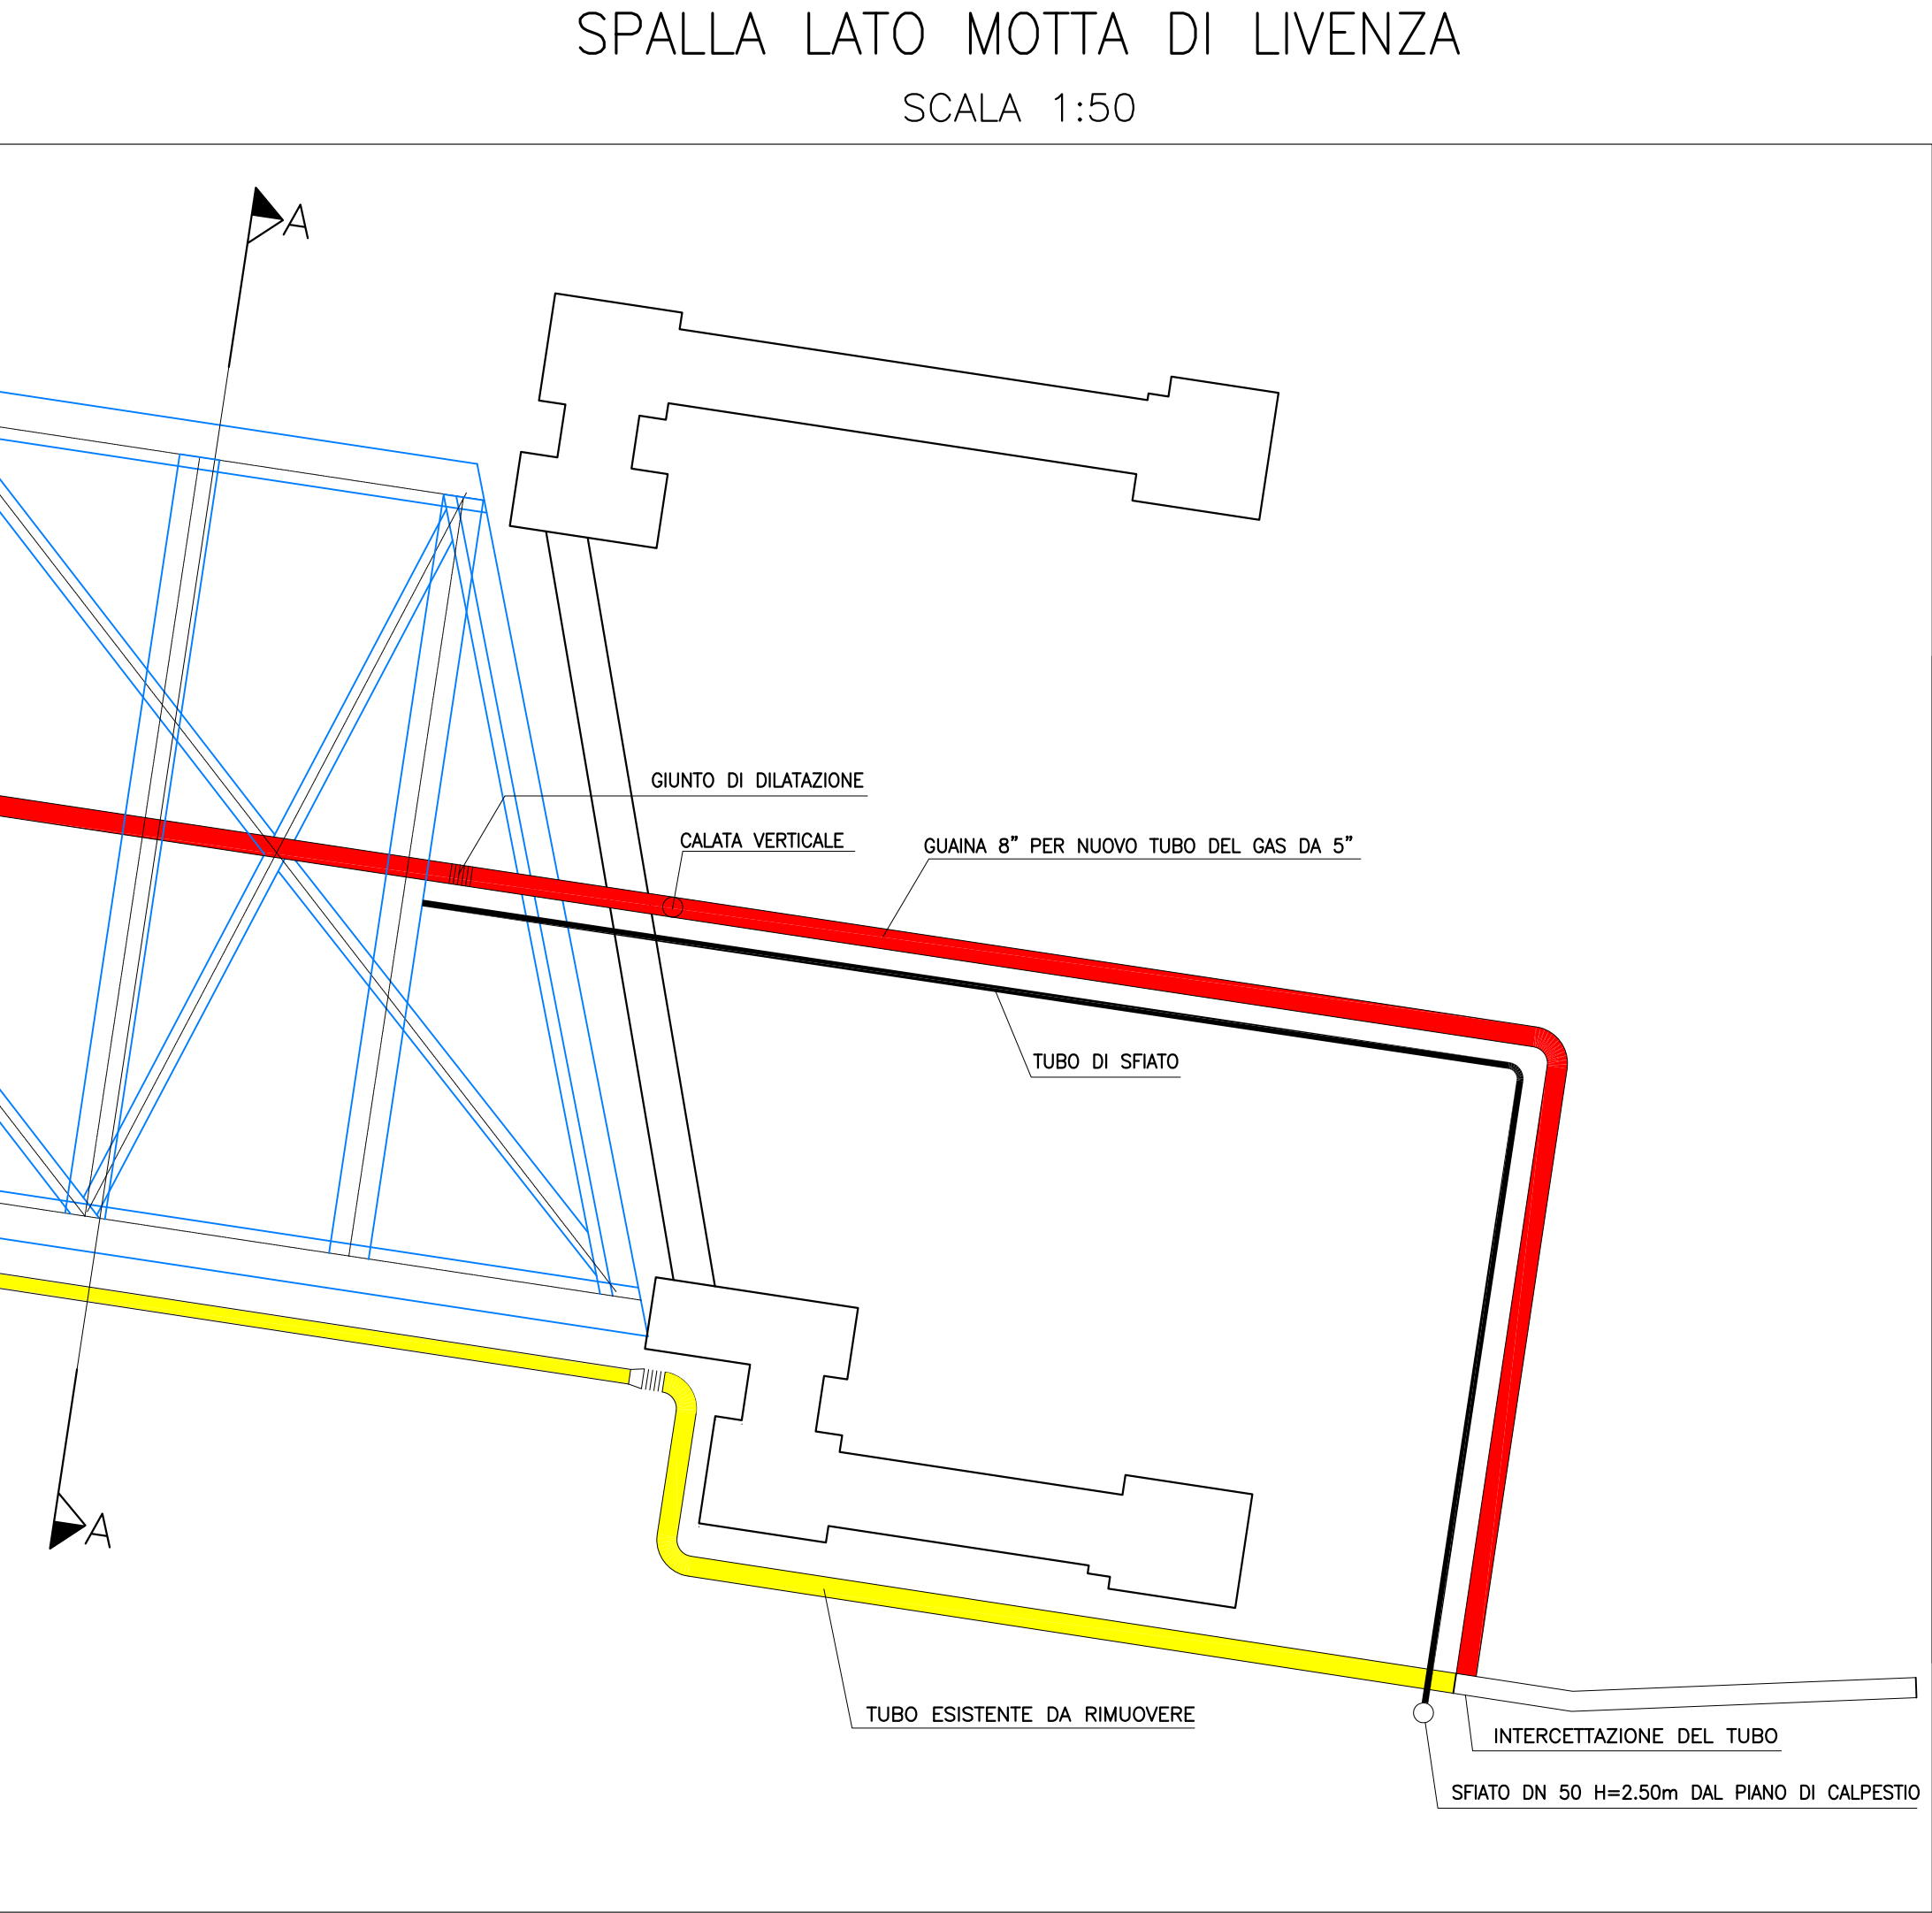 SPALLA LATO MOTTA DI LIVENZA
SCALA 1:50
A
GIUNTO DI DILATAZIONE
CALATA VERTICALE
GUAINA 8” PER NUOVO TUBO DEL GAS DA 5”
TUBO DI SFIATO
A
TUBO ESISTENTE DA RIMUOVERE
INTERCETTAZIONE DEL TUBO
SFIATO DN 50 H=2.50m DAL PIANO DI CALPESTIO